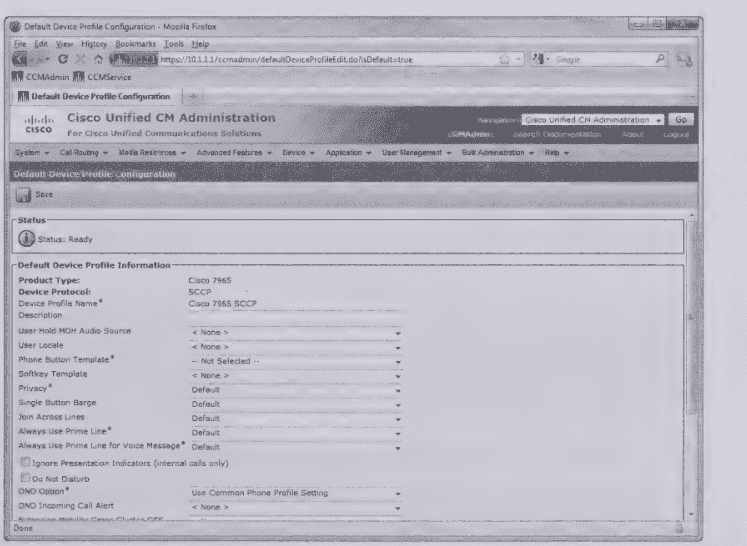 Default Device Profile Configuration - Mozilla Firefox
File Edit View History Bookmarks Tools Help
https://10.1.1.1/ccmadmin/defaultDeviceProfileEdit.do?isDefault=true
Google
CCMAdmin CCMService
Default Device Profile Configuration
cisco
Cisco Unified CM Administration
For Cisco Unified Communications Solutions
Navigation Cisco Unified CM Administration Go
CCMAdmin Search Documentation About Logout
System Call Routing Media Resources Advanced Features Device Application User Management Bulk Administration Help
Default Device Profile Configuration
Save
Status
Status: Ready
Default Device Profile Information
Product Type: Cisco 7965
Device Protocol: SCCP
Device Profile Name* Cisco 7965 SCCP
Description
User Hold MOH Audio Source < None >
User Locale < None >
Phone Button Template* -- Not Selected --
Softkey Template < None >
Privacy* Default
Single Button Barge Default
Join Across Lines Default
Always Use Prime Line* Default
Always Use Prime Line for Voice Message* Default
Ignore Presentation Indicators (internal calls only)
Do Not Disturb
DND Option* Use Common Phone Profile Setting
DND Incoming Call Alert < None >
Extension Mobility Cross Cluster CSS
Done